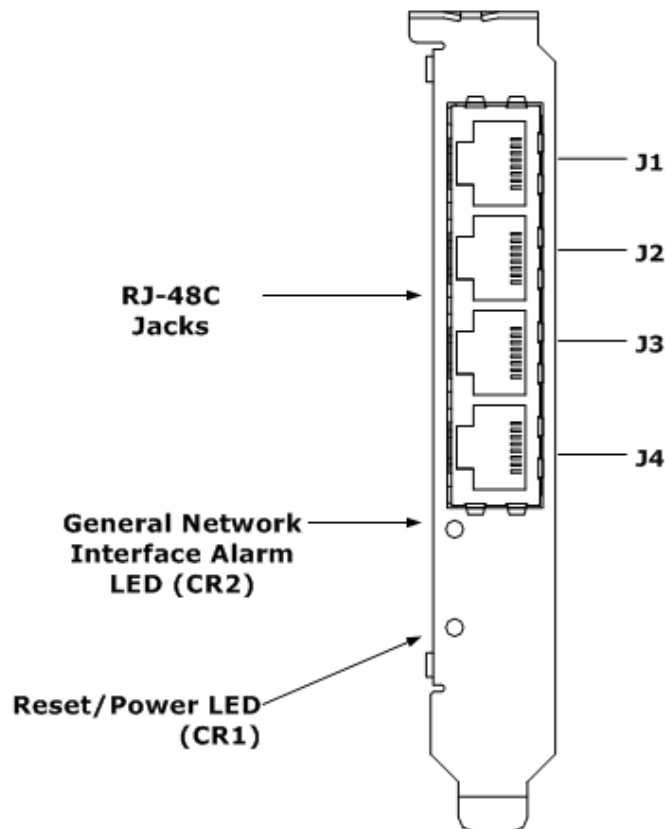 J1
J2
RJ-48C
Jacks
J3
J4
General Network
Interface Alarm
LED (CR2)
Reset/Power LED
(CR1)